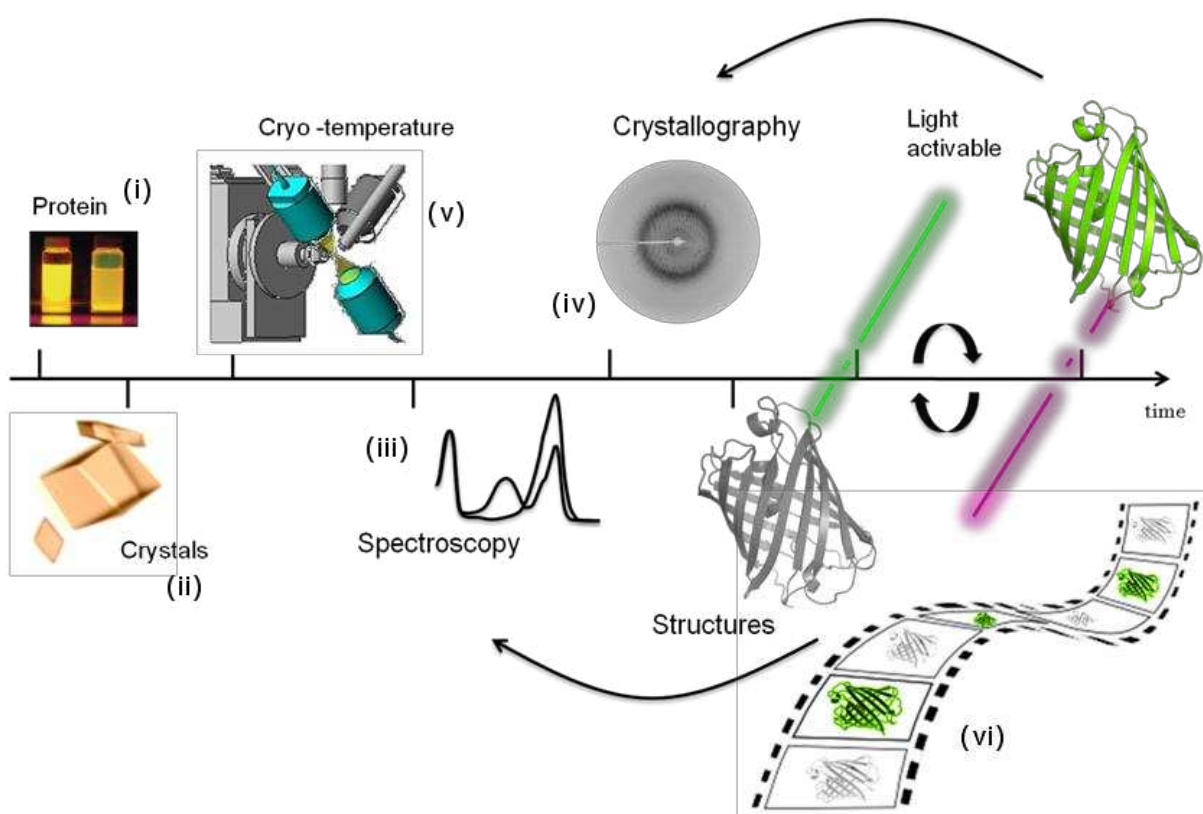 Cryo -temperature
Crystallography
Light
activable
(i)
Protein
(v)
(iv)
time
(iii)
Crystals
(ii)
Spectroscopy
Structures
(vi)